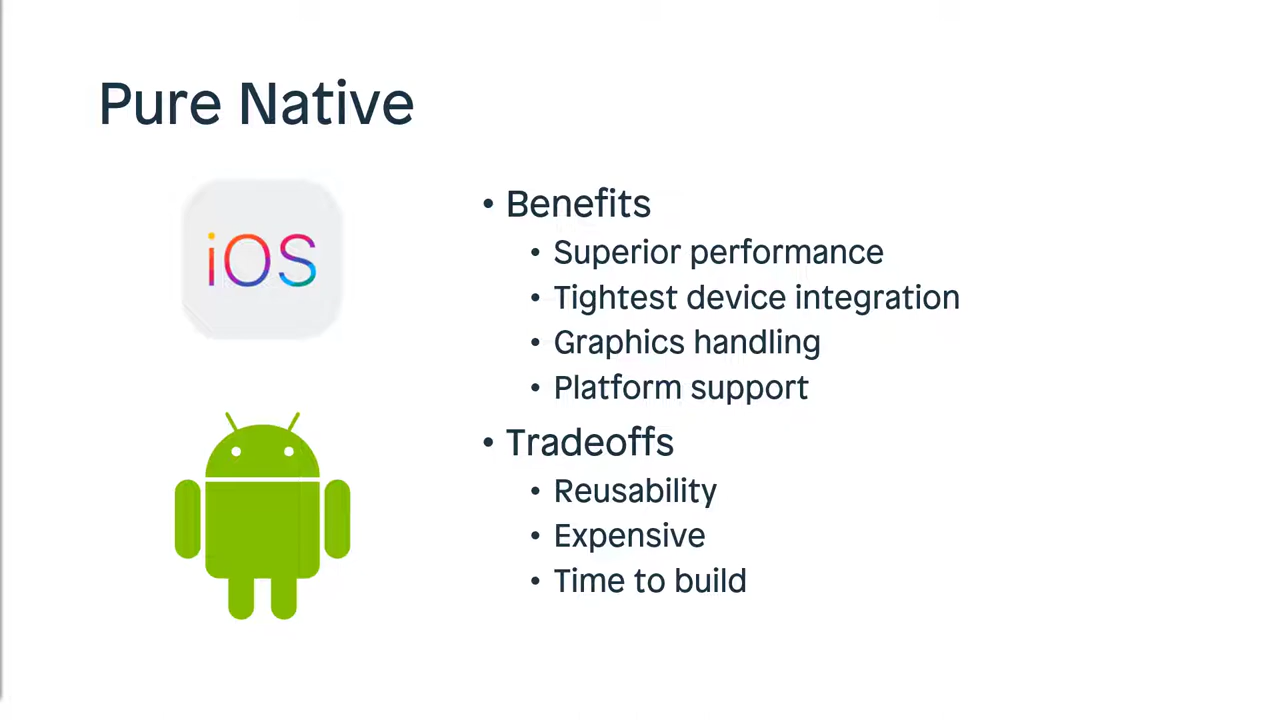 Pure Native
iOS
• Benefits
• Superior performance
• Tightest device integration
• Graphics handling
• Platform support
• Tradeoffs
• Reusability
• Expensive
• Time to build